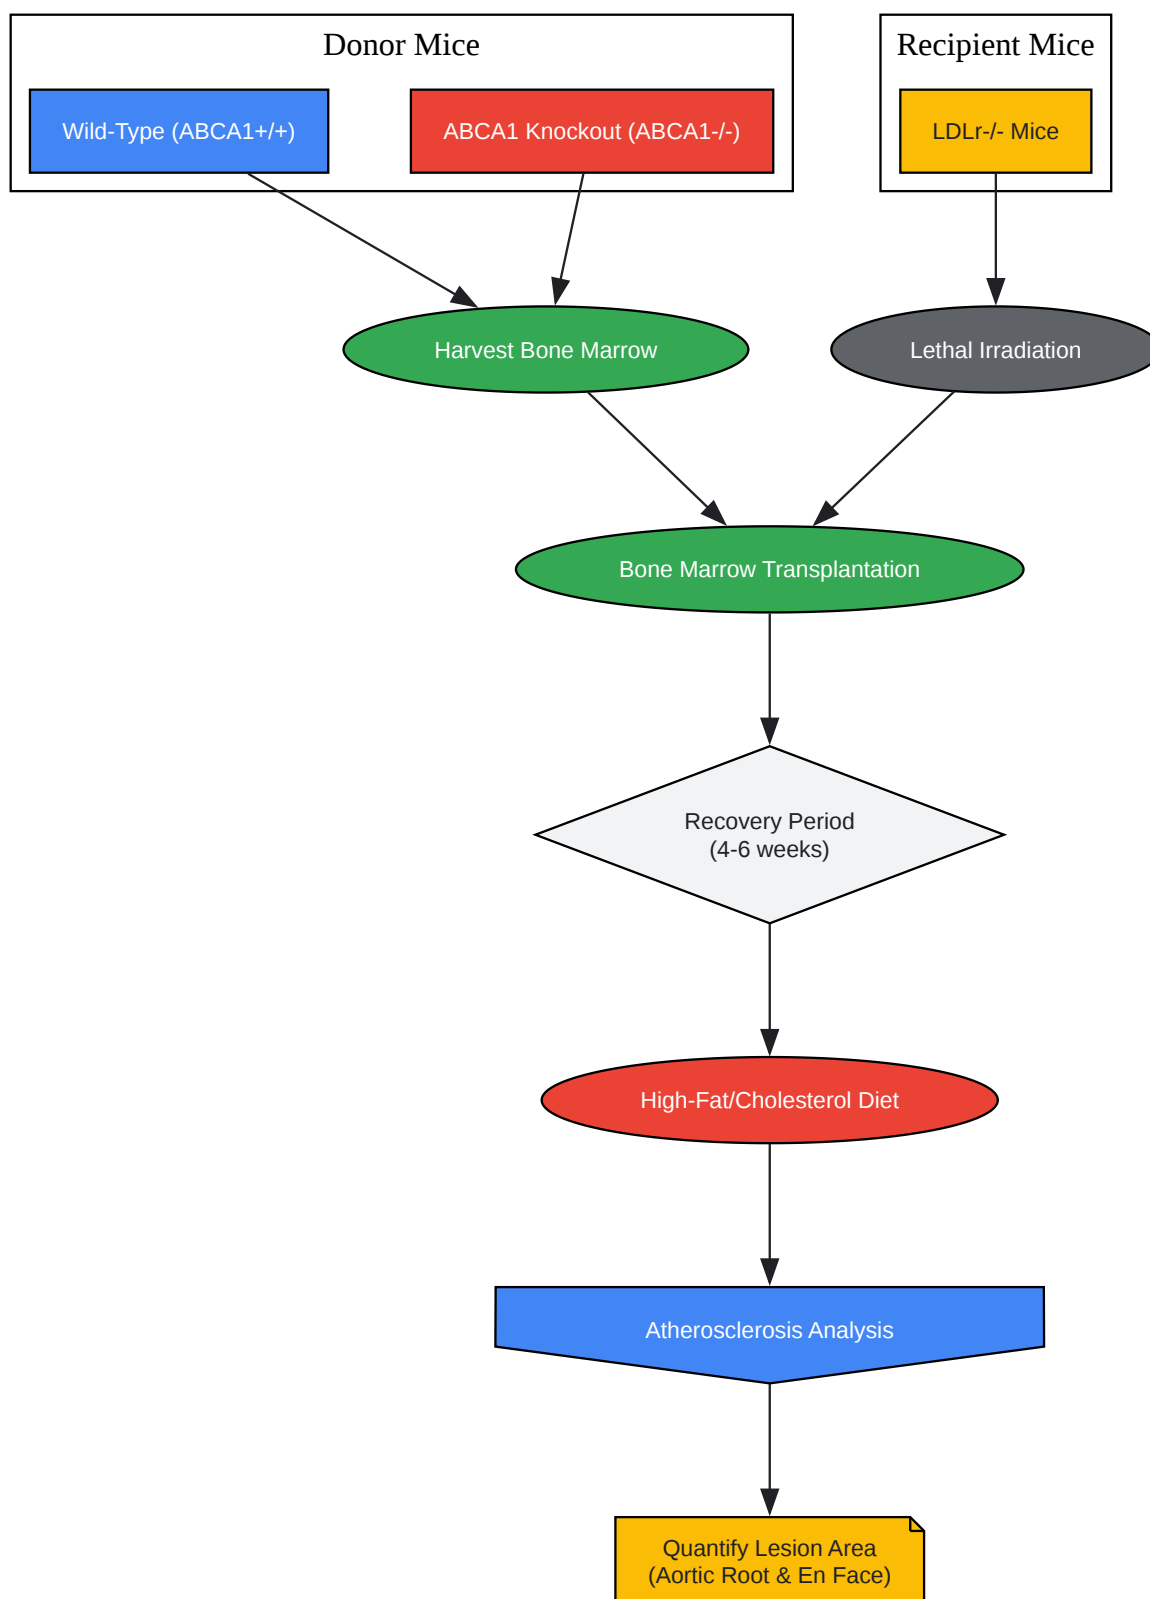 Donor Mice
Recipient Mice
Wild-Type (ABCA1+/+)
ABCA1 Knockout (ABCA1-/-)
LDLr-/- Mice
Harvest Bone Marrow
Lethal Irradiation
Bone Marrow Transplantation
Recovery Period
(4-6 weeks)
High-Fat/Cholesterol Diet
Atherosclerosis Analysis
Quantify Lesion Area
(Aortic Root & En Face)